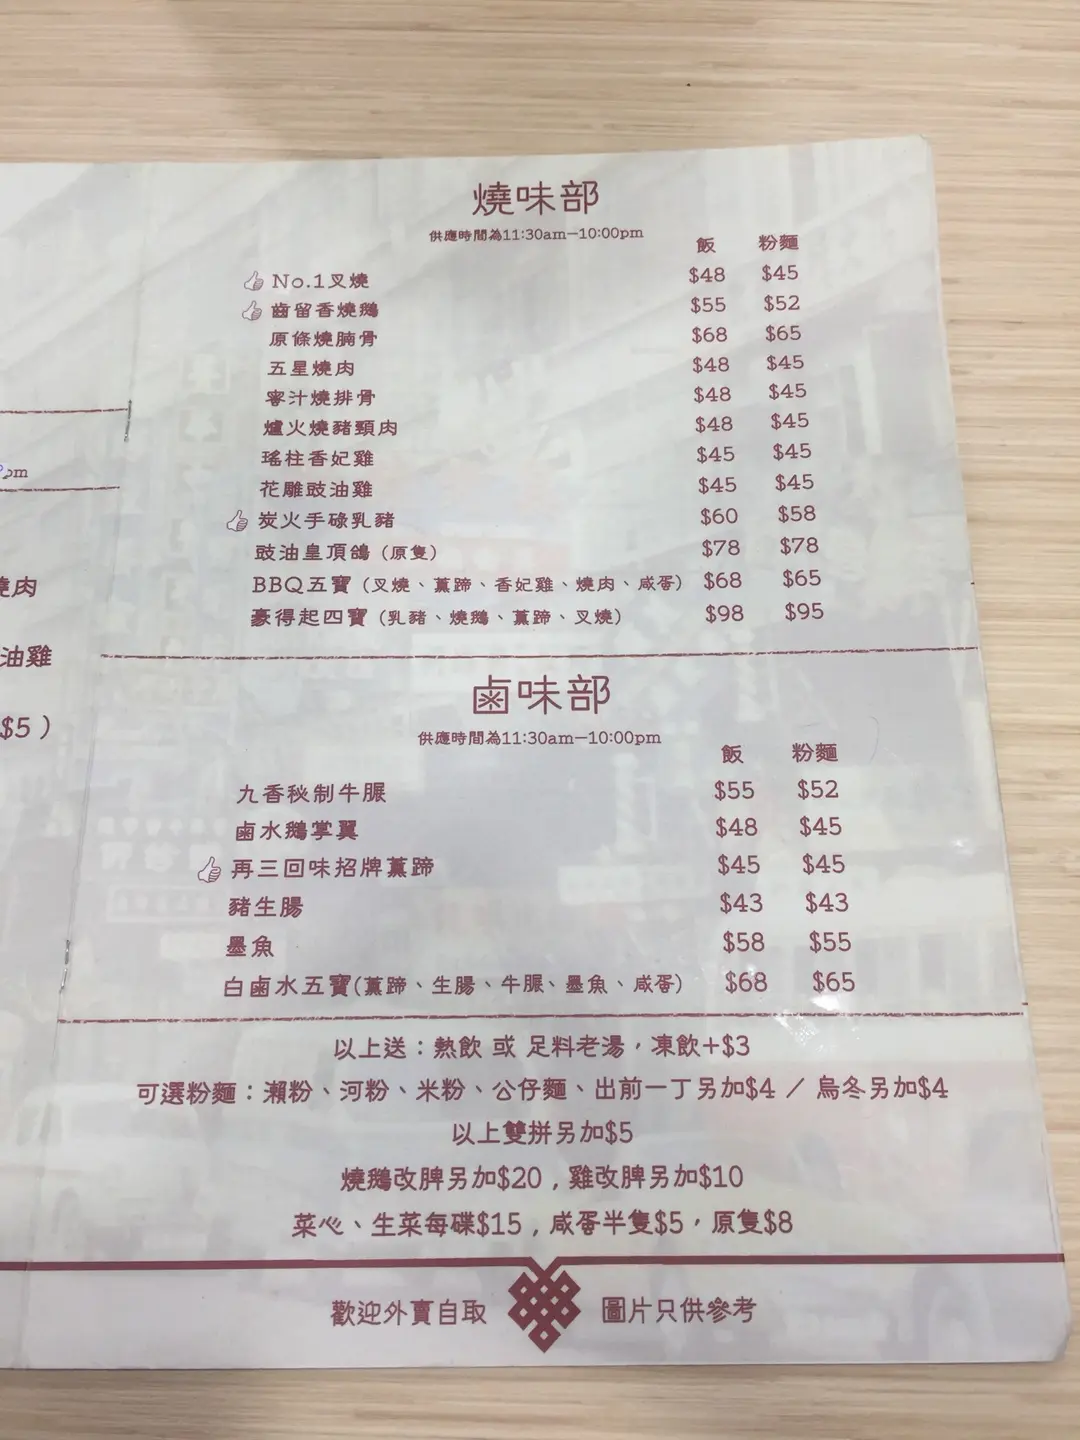 燒味部
供應時間為11:30am—10:00pm
飯 粉麵
No.1叉燒 $48 $45
齒留香燒鵝 $55 $52
原條燒腩骨 $68 $65
五星燒肉 $48 $45
蜜汁燒排骨 $48 $45
爐火燒豬頸肉 $48 $45
瑤柱香妃雞 $45 $45
花雕豉油雞 $45 $45
炭火手碌乳豬 $60 $58
豉油皇頂鴿（原隻） $78 $78
BBQ五寶（叉燒、薰蹄、香妃雞、燒肉、咸蛋） $68 $65
豪得起四寶（乳豬、燒鵝、薰蹄、叉燒） $98 $95
pm
燒肉
油雞
$5）
鹵味部
供應時間為11:30am—10:00pm
飯 粉麵
九香秘制牛𦟌 $55 $52
鹵水鵝掌翼 $48 $45
再三回味招牌薰蹄 $45 $45
豬生腸 $43 $43
墨魚 $58 $55
白鹵水五寶(薰蹄、生腸、牛𦟌、墨魚、咸蛋) $68 $65
以上送：熱飲 或 足料老湯，凍飲+$3
可選粉麵：瀨粉、河粉、米粉、公仔麵、出前一丁另加$4 / 烏冬另加$4
以上雙拼另加$5
燒鵝改脾另加$20，雞改脾另加$10
菜心、生菜每碟$15，咸蛋半隻$5，原隻$8
歡迎外賣自取 圖片只供參考